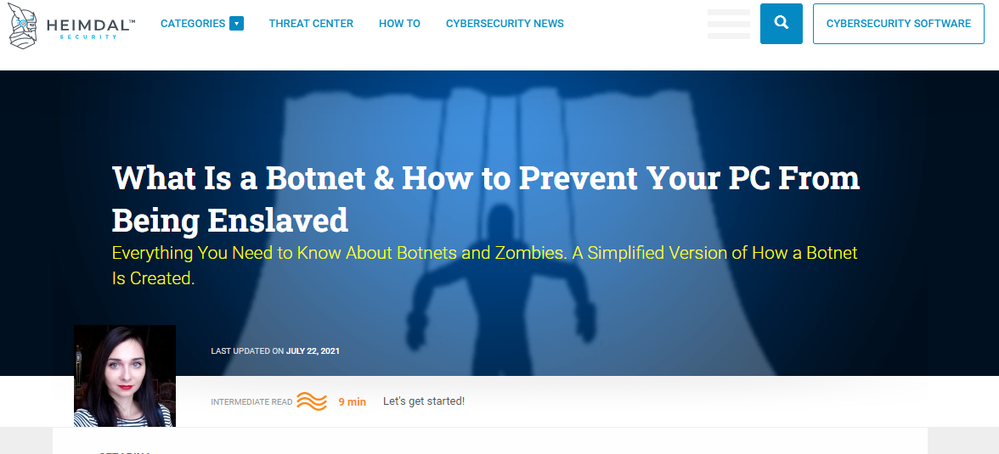 HEIMDAL™
SECURITY
CATEGORIES
THREAT CENTER
HOW TO
CYBERSECURITY NEWS
CYBERSECURITY SOFTWARE
What Is a Botnet & How to Prevent Your PC From
Being Enslaved
Everything You Need to Know About Botnets and Zombies. A Simplified Version of How a Botnet
Is Created.
LAST UPDATED ON JULY 22, 2021
INTERMEDIATE READ 9 min Let's get started!